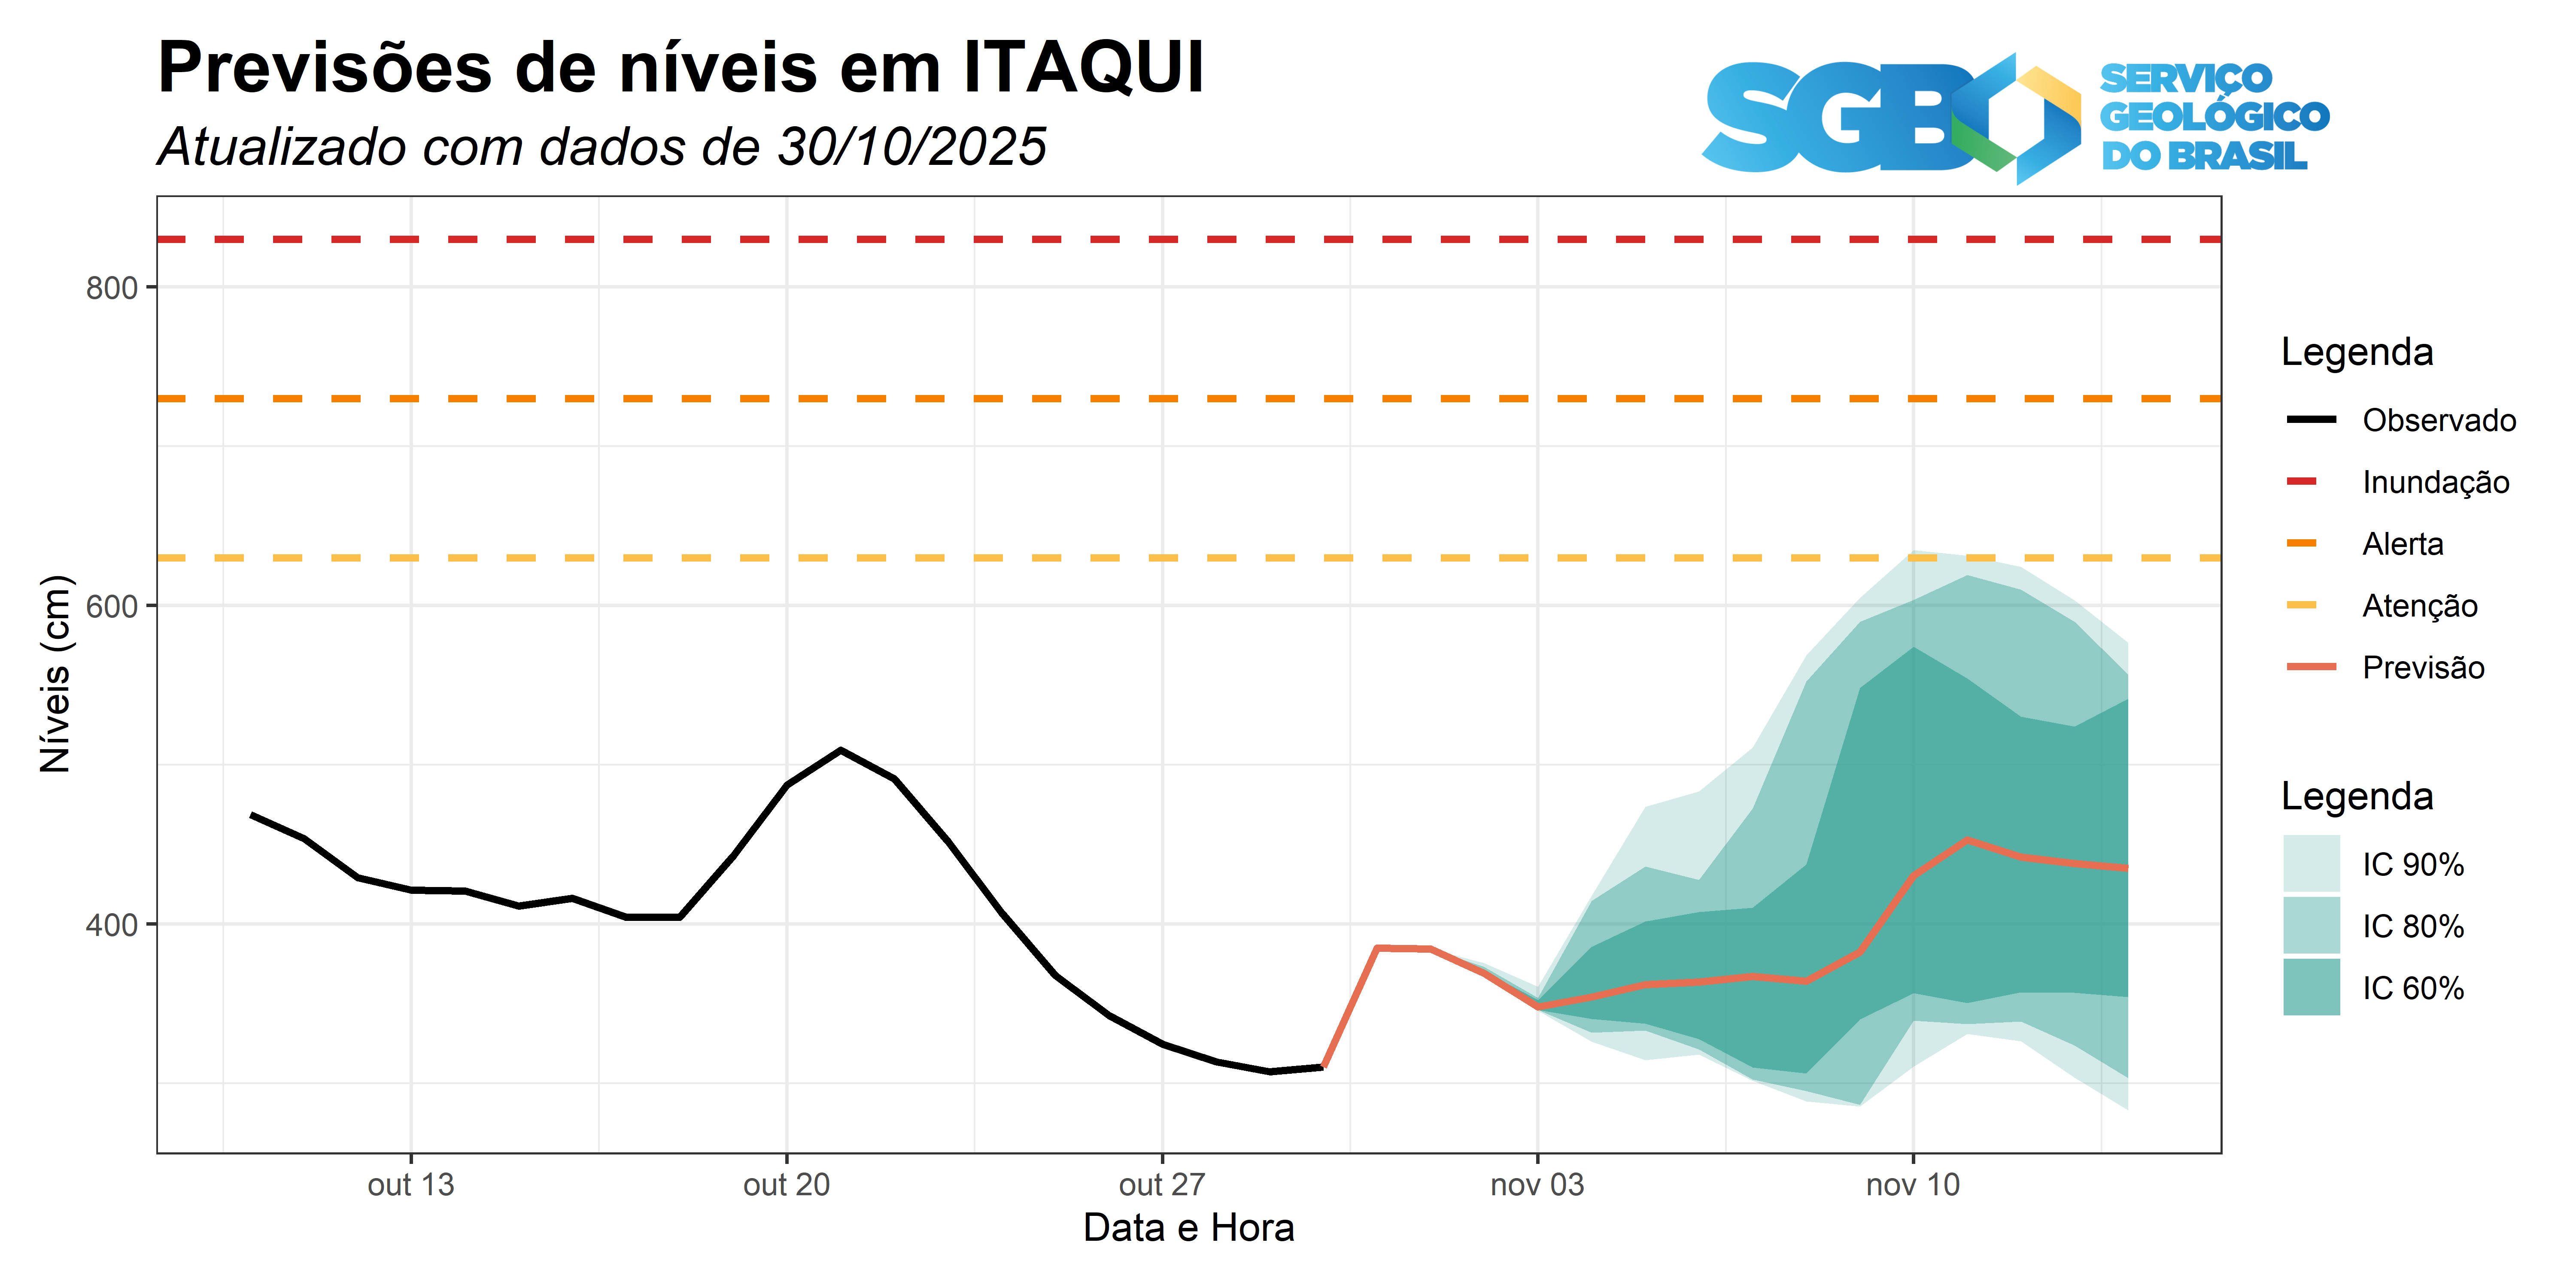 Previsões de níveis em ITAQUI
Atualizado com dados de 30/10/2025
SGB
SERVIÇO
GEOLÓGICO
DO BRASIL
800
600
400
Níveis (cm)
out 13
out 20
out 27
nov 03
nov 10
Data e Hora
Legenda
Observado
Inundação
Alerta
Atenção
Previsão
Legenda
IC 90%
IC 80%
IC 60%